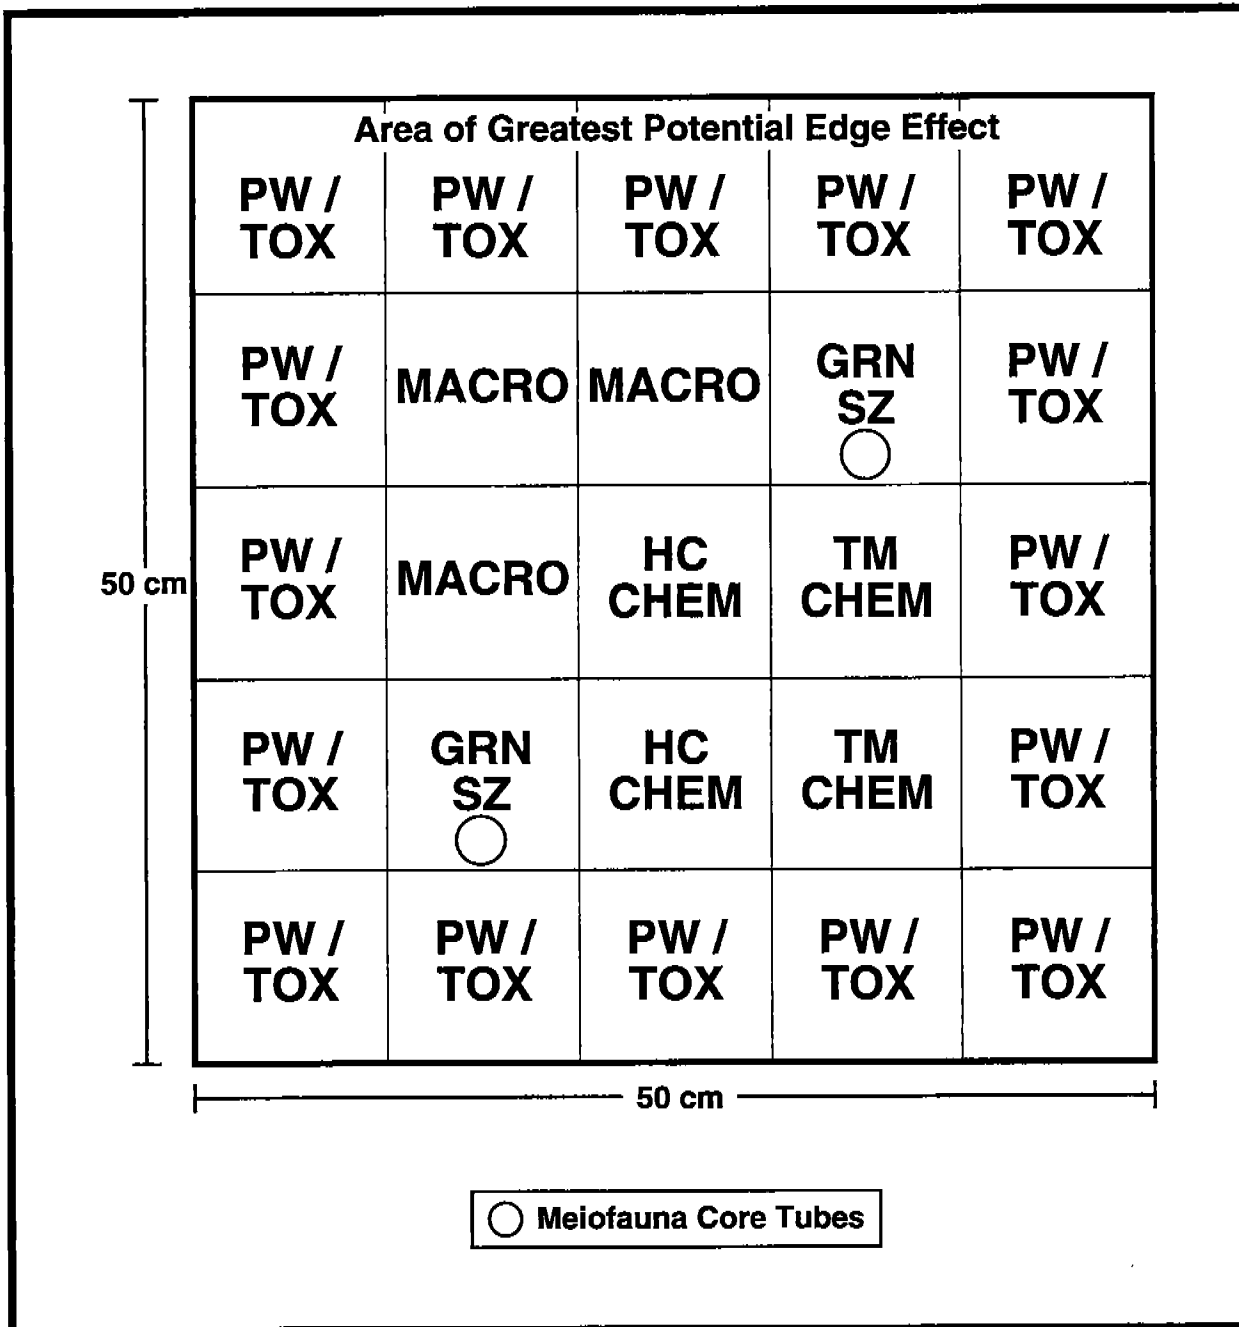 Area of Greatest Potential Edge Effect
PW / PW / PW / PW / PW /
TOX TOX TOX TOX TOX
PW / MACRO MACRO GRN PW /
TOX SZ TOX
50 cm
PW / MACRO HC TM PW /
TOX CHEM CHEM TOX
PW / GRN HC TM PW /
TOX SZ CHEM CHEM TOX
PW / PW / PW / PW / PW /
TOX TOX TOX TOX TOX
50 cm
Meiofauna Core Tubes